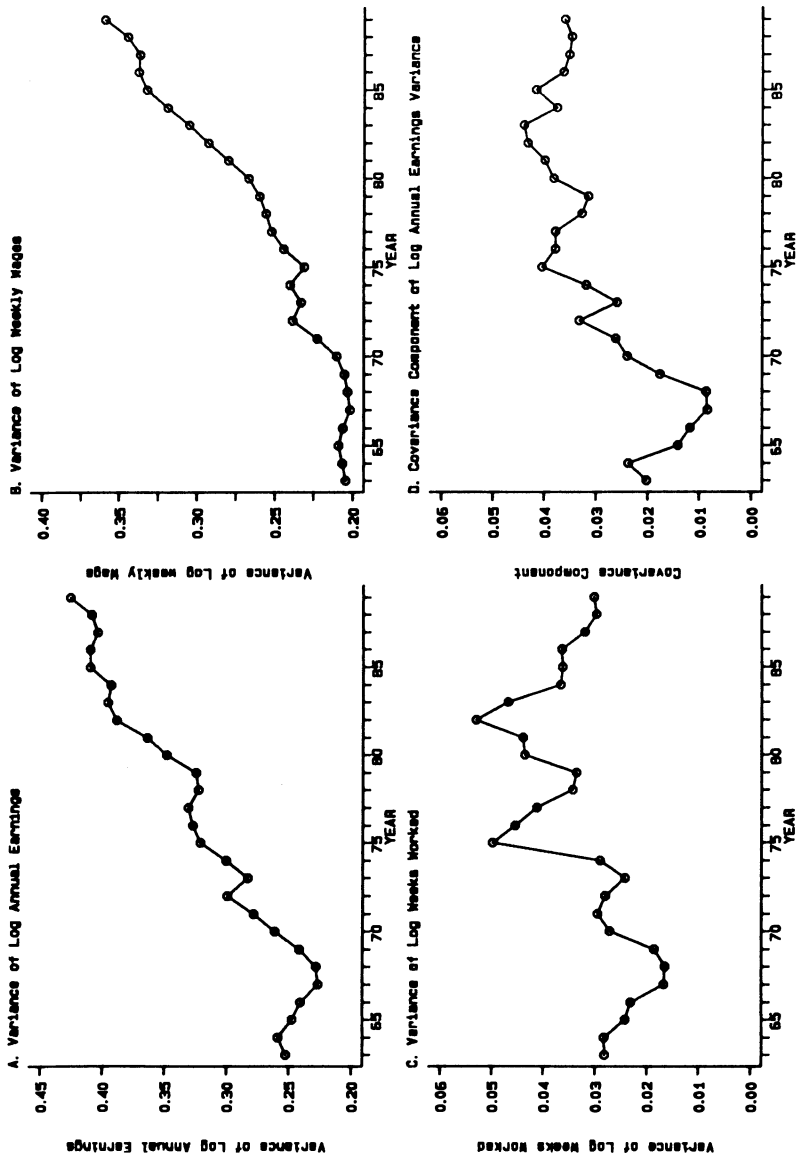 A. Variance of Log Annual Earnings
Variance of Log Annual Earnings
0.45
0.40
0.35
0.30
0.25
0.20
65 70 75 80 85
YEAR
B. Variance of Log Weekly Wages
Variance of Log weekly Wage
0.40
0.35
0.30
0.25
0.20
65 70 75 80 85
YEAR
C. Variance of Log Weeks Worked
Variance of Log Weeks Worked
0.06
0.05
0.04
0.03
0.02
0.01
0.00
65 70 75 80 85
YEAR
D. Covariance Component of Log Annual Earnings Variance
Covariance Component
0.06
0.05
0.04
0.03
0.02
0.01
0.00
65 70 75 80 85
YEAR